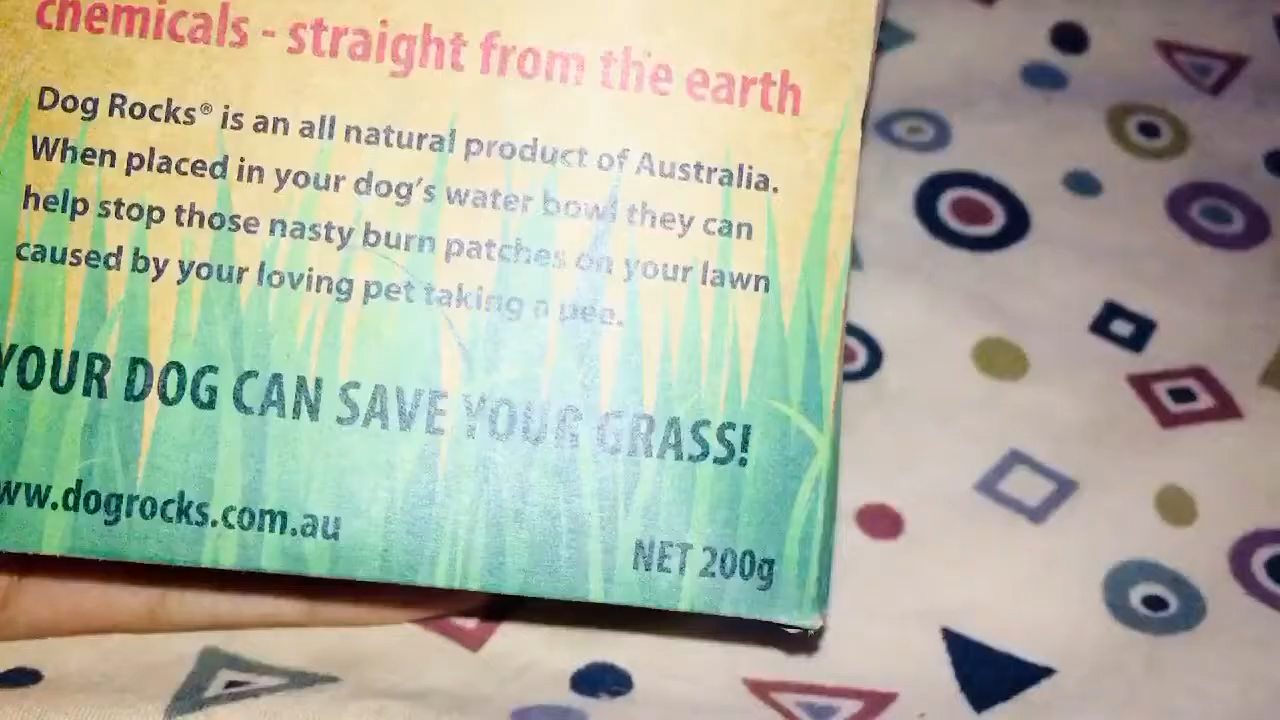 chemicals - straight from the earth
Dog Rocks® is an all natural product of Australia.
When placed in your dog's water bowl they can
help stop those nasty burn patches on your lawn
caused by your loving pet taking a pee.
YOUR DOG CAN SAVE YOUR GRASS!
ww.dogrocks.com.au
NET 200g